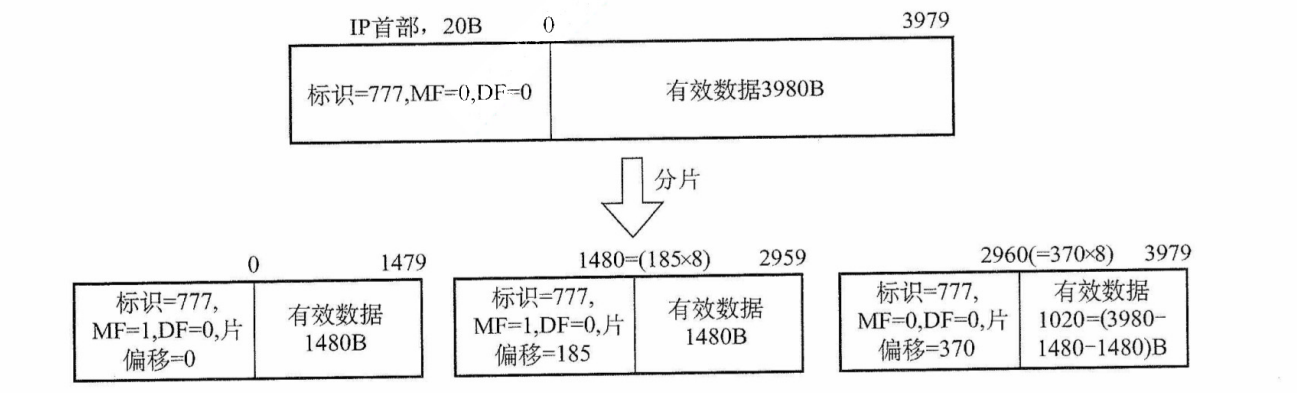 IP首部，20B 0 3979
标识=777,MF=0,DF=0 有效数据3980B
分片
0 1479
标识=777,
MF=1,DF=0,片
偏移=0
有效数据
1480B
1480=(185×8) 2959
标识=777,
MF=1,DF=0,片
偏移=185
有效数据
1480B
2960(=370×8) 3979
标识=777,
MF=0,DF=0,片
偏移=370
有效数据
1020=(3980-
1480-1480)B